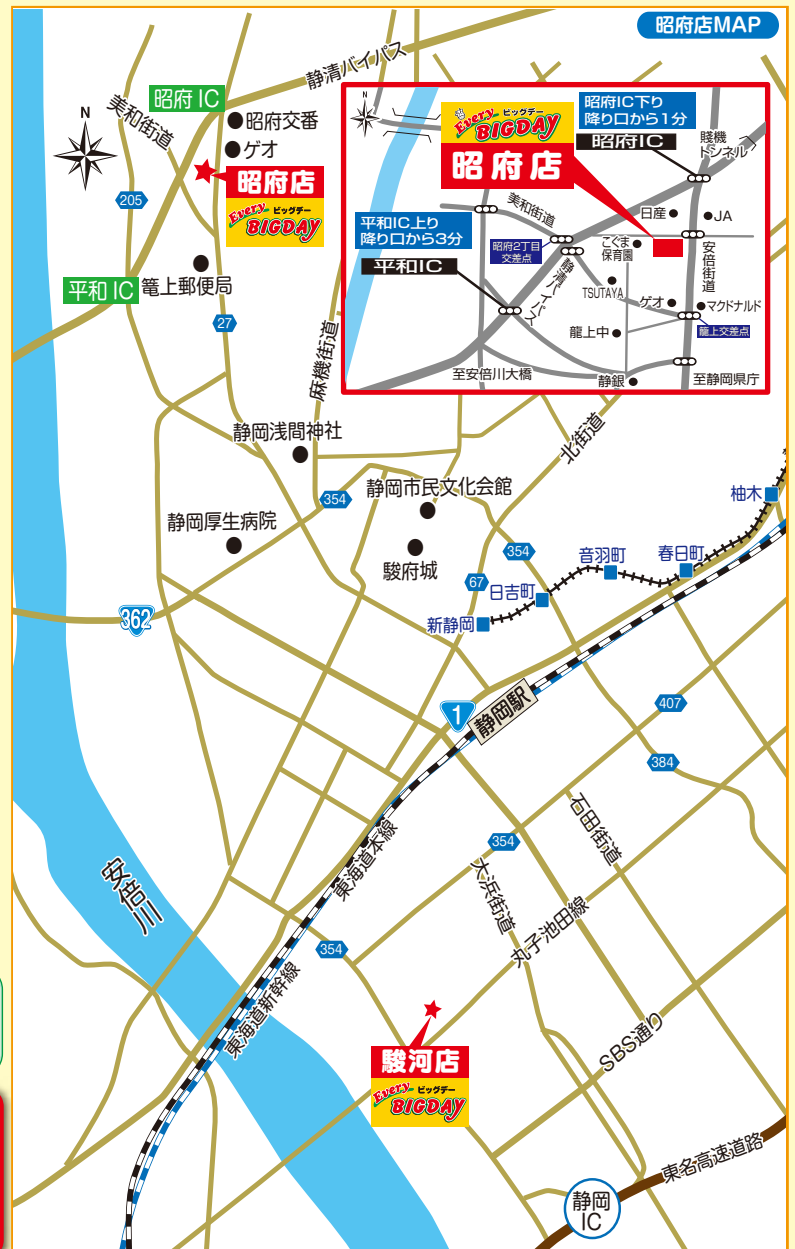 昭府店MAP
静清バイパス
昭府 IC
美和街道
N
昭府交番
ゲオ
昭府店
Every ビッグデー
BIGDAY
205
平和 IC
籠上郵便局
27
麻機街道
N
Every ビッグデー
BIGDAY
昭府店
昭府IC下り
降り口から1分
昭府IC
賤機
トンネル
美和街道
日産
JA
平和IC上り
降り口から3分
平和IC
昭府2丁目
交差点
こぐま
保育園
静清バイパス
TSUTAYA
安倍街道
ゲオ
マクドナルド
籠上交差点
龍上中
至安倍川大橋
静銀
至静岡県庁
北街道
静岡浅間神社
354
静岡市民文化会館
柚木
静岡厚生病院
駿府城
354
音羽町
春日町
67
日吉町
362
新静岡
1
静岡駅
407
384
石田街道
354
東海道本線
大浜街道
安倍川
丸子池田線
354
東海道新幹線
SBS通り
駿河店
Every ビッグデー
BIGDAY
東名高速道路
静岡
IC